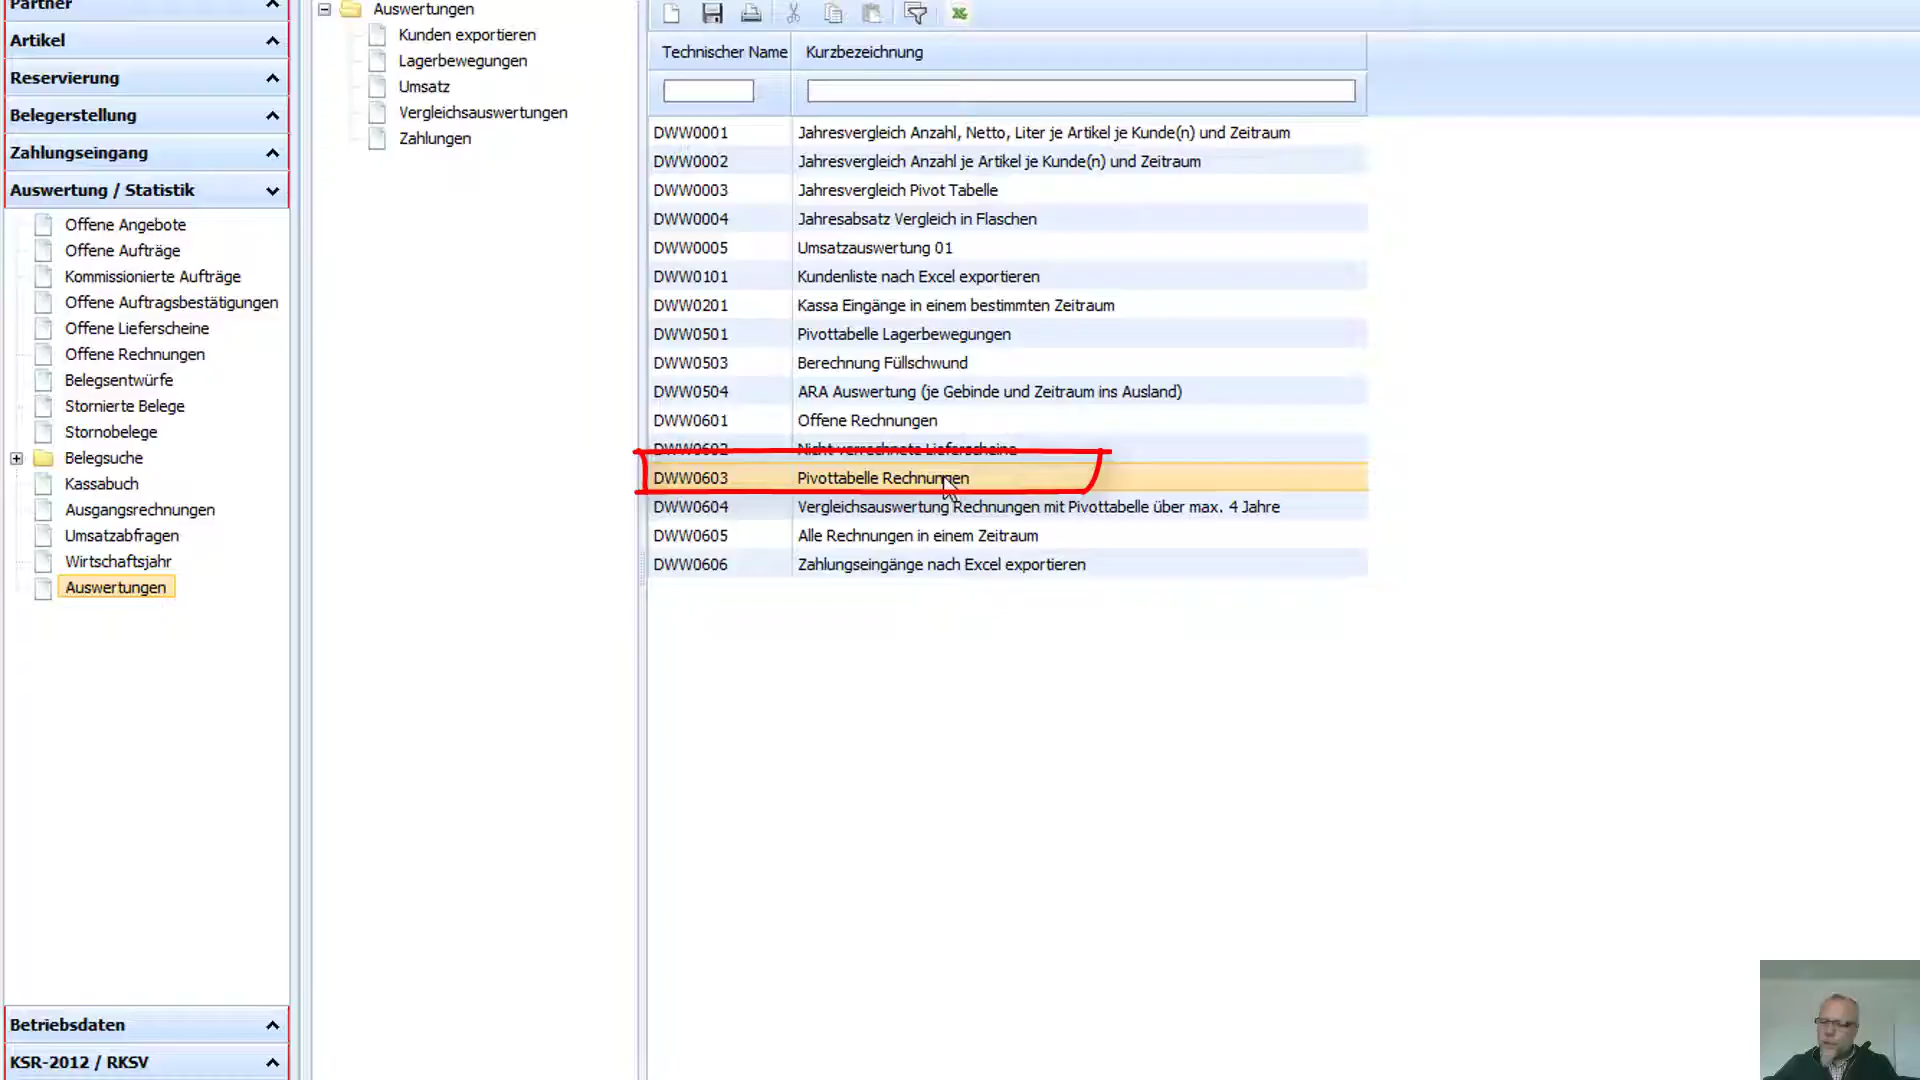 Partner
Artikel
Reservierung
Belegerstellung
Zahlungseingang
Auswertung / Statistik
Offene Angebote
Offene Aufträge
Kommissionierte Aufträge
Offene Auftragsbestätigungen
Offene Lieferscheine
Offene Rechnungen
Belegsentwürfe
Stornierte Belege
Stornobelege
Belegsuche
Kassabuch
Ausgangsrechnungen
Umsatzabfragen
Wirtschaftsjahr
Auswertungen
Betriebsdaten
KSR-2012 / RKSV
Auswertungen
Kunden exportieren
Lagerbewegungen
Umsatz
Vergleichsauswertungen
Zahlungen
Technischer Name Kurzbezeichnung
DWW0001 Jahresvergleich Anzahl, Netto, Liter je Artikel je Kunde(n) und Zeitraum
DWW0002 Jahresvergleich Anzahl je Artikel je Kunde(n) und Zeitraum
DWW0003 Jahresvergleich Pivot Tabelle
DWW0004 Jahresabsatz Vergleich in Flaschen
DWW0005 Umsatzauswertung 01
DWW0101 Kundenliste nach Excel exportieren
DWW0201 Kassa Eingänge in einem bestimmten Zeitraum
DWW0501 Pivottabelle Lagerbewegungen
DWW0503 Berechnung Füllschwund
DWW0504 ARA Auswertung (je Gebinde und Zeitraum ins Ausland)
DWW0601 Offene Rechnungen
DWW0602 Nicht verrechnete Lieferscheine
DWW0603 Pivottabelle Rechnungen
DWW0604 Vergleichsauswertung Rechnungen mit Pivottabelle über max. 4 Jahre
DWW0605 Alle Rechnungen in einem Zeitraum
DWW0606 Zahlungseingänge nach Excel exportieren